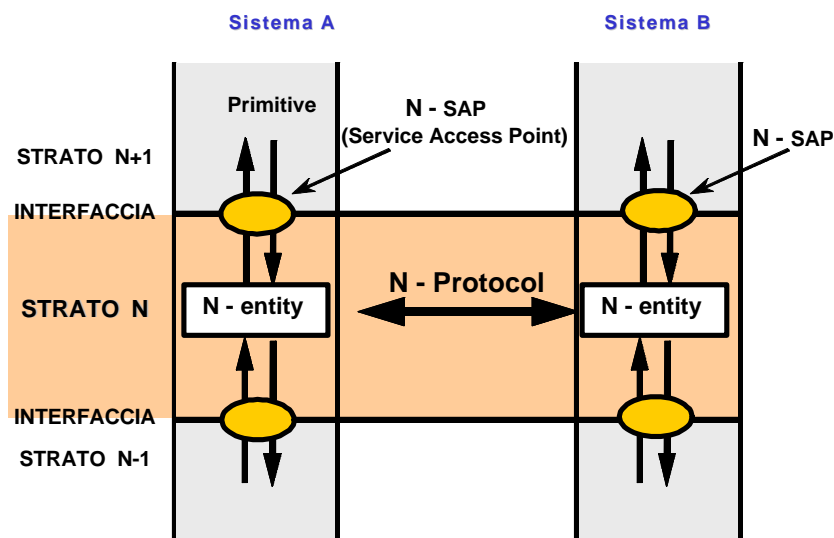 Sistema A
Sistema B
Primitive
N - SAP
(Service Access Point)
N - SAP
STRATO N+1
INTERFACCIA
STRATO N
N - entity
N - Protocol
N - entity
INTERFACCIA
STRATO N-1